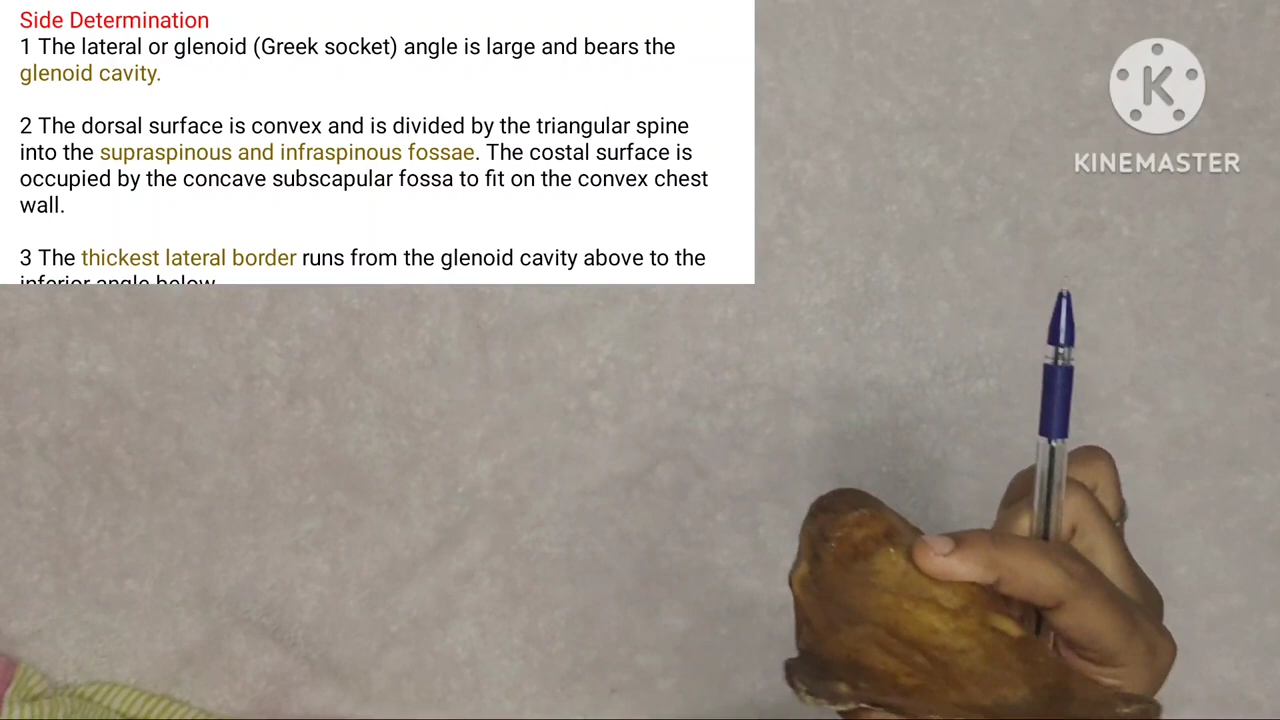 Side Determination
1 The lateral or glenoid (Greek socket) angle is large and bears the
glenoid cavity.
2 The dorsal surface is convex and is divided by the triangular spine
into the supraspinous and infraspinous fossae. The costal surface is
occupied by the concave subscapular fossa to fit on the convex chest
wall.
3 The thickest lateral border runs from the glenoid cavity above to the
inferior angle below
KINEMASTER